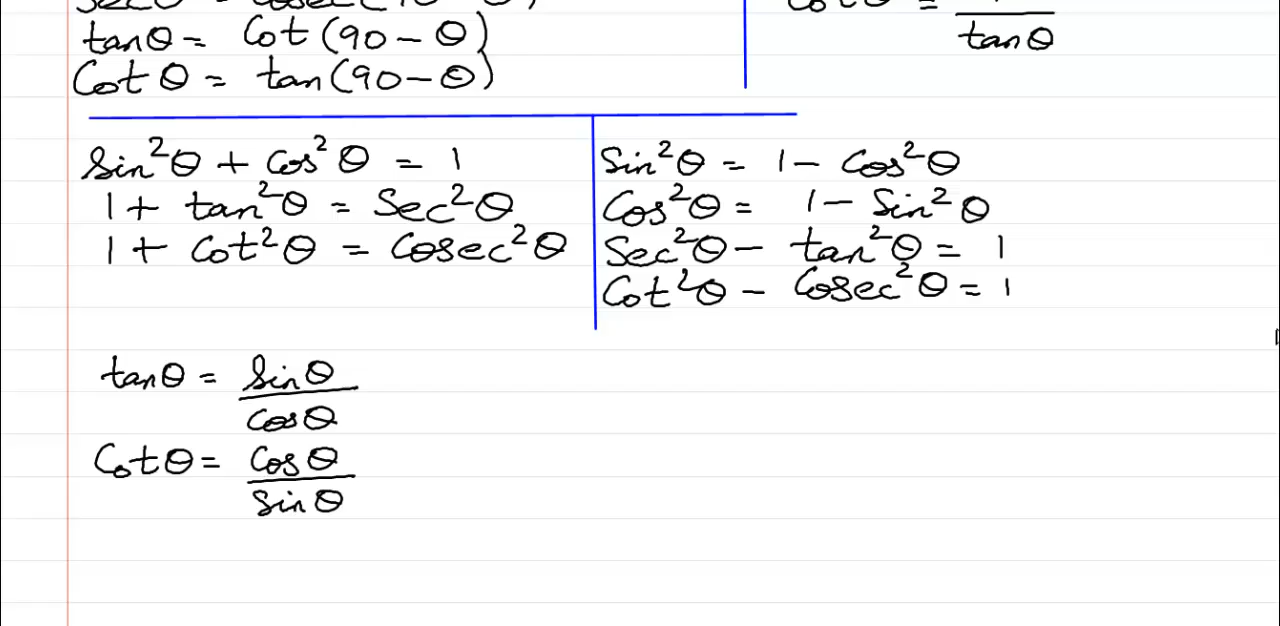 tanθ = Cot (90 - θ)
Cot θ = tan(90 - θ)
tanθ
Sin²θ + Cos²θ = 1
1 + tan²θ = Sec²θ
1 + Cot²θ = Cosec²θ
Sin²θ = 1 - Cos²θ
Cos²θ = 1 - Sin²θ
Sec²θ - tan²θ = 1
Cot²θ - Cosec²θ = 1
tanθ = Sinθ
Cosθ
Cotθ = Cosθ
Sinθ